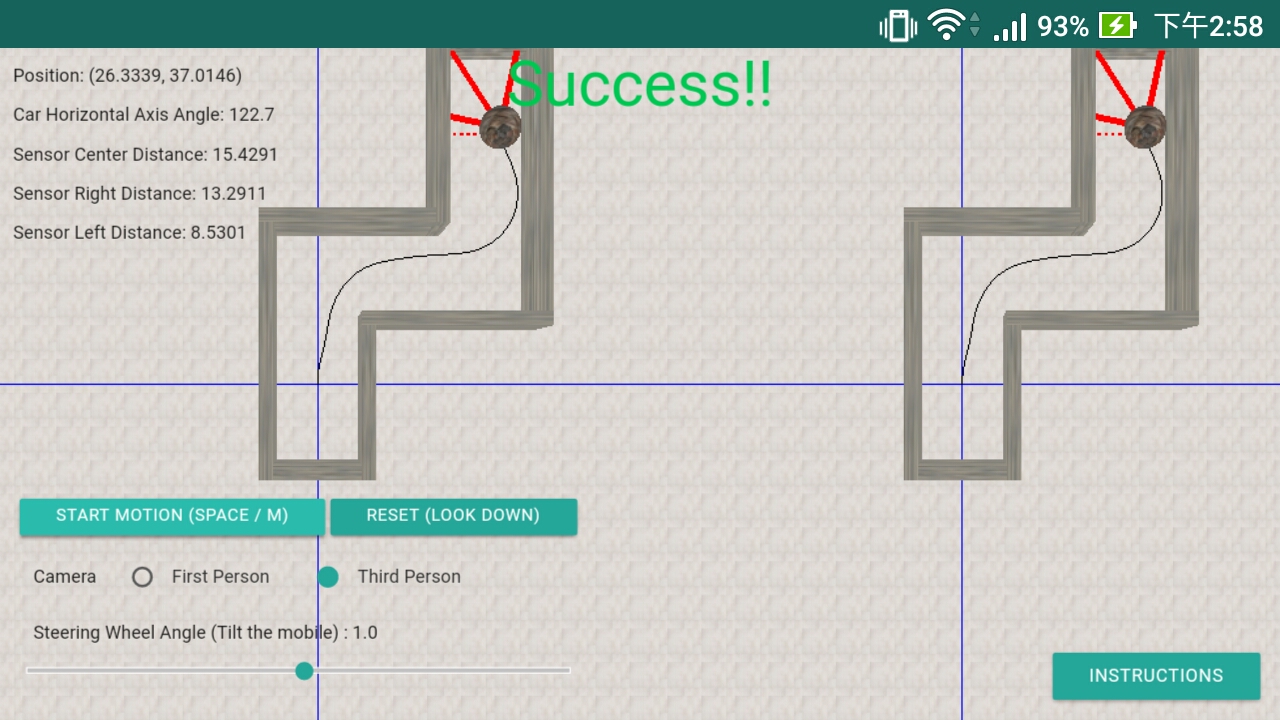 93% 下午2:58
Success!!
Position: (26.3339, 37.0146)
Car Horizontal Axis Angle: 122.7
Sensor Center Distance: 15.4291
Sensor Right Distance: 13.2911
Sensor Left Distance: 8.5301
START MOTION (SPACE / M) RESET (LOOK DOWN)
Camera First Person Third Person
Steering Wheel Angle (Tilt the mobile) : 1.0
INSTRUCTIONS